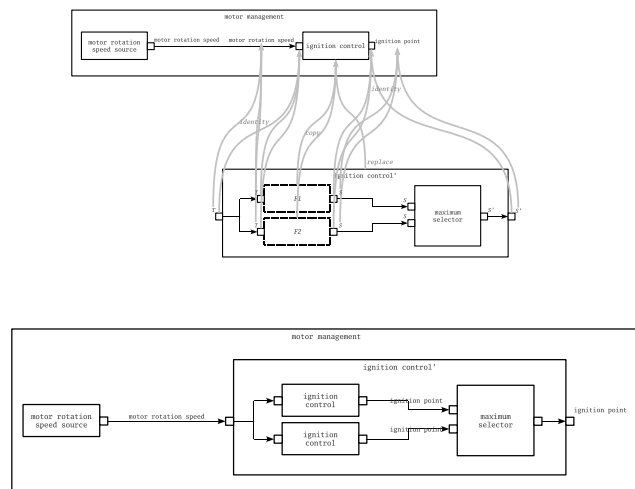 motor management
motor rotation
speed source
motor rotation speed
motor rotation speed
ignition control
ignition point
identity
identity
copy
replace
ignition control'
T
T
F1
S
S
maximum
selector
S'
S'
T
T
F2
S
S
motor management
ignition control'
motor rotation
speed source
motor rotation speed
ignition
control
ignition point
ignition
control
ignition point
maximum
selector
ignition point